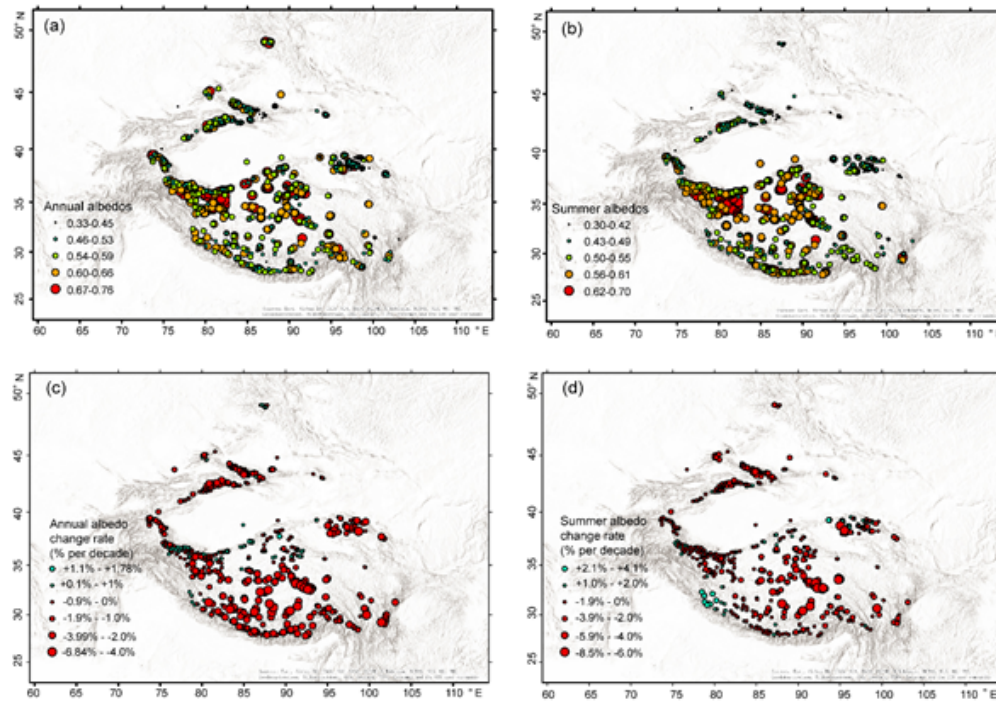 (a)
50° N
45
40
35
30
25
Annual albedos
0.33-0.45
0.46-0.53
0.54-0.59
0.60-0.66
0.67-0.76
60 65 70 75 80 85 90 95 100 105 110 ° E
(b)
50° N
45
40
35
30
25
Summer albedos
0.30-0.42
0.43-0.49
0.50-0.55
0.56-0.61
0.62-0.70
60 65 70 75 80 85 90 95 100 105 110 ° E
(c)
50° N
45
40
35
30
25
Annual albedo
change rate
(% per decade)
+1.1% - +1.78%
+0.1% - +1%
-0.9% - 0%
-1.9% - -1.0%
-3.99% - -2.0%
-6.84% - -4.0%
60 65 70 75 80 85 90 95 100 105 110 ° E
(d)
50° N
45
40
35
30
25
Summer albedo
change rate
(% per decade)
+2.1% - +4.1%
+1.0% - +2.0%
-1.9% - 0%
-3.9% - -2.0%
-5.9% - -4.0%
-8.5% - -6.0%
60 65 70 75 80 85 90 95 100 105 110 ° E